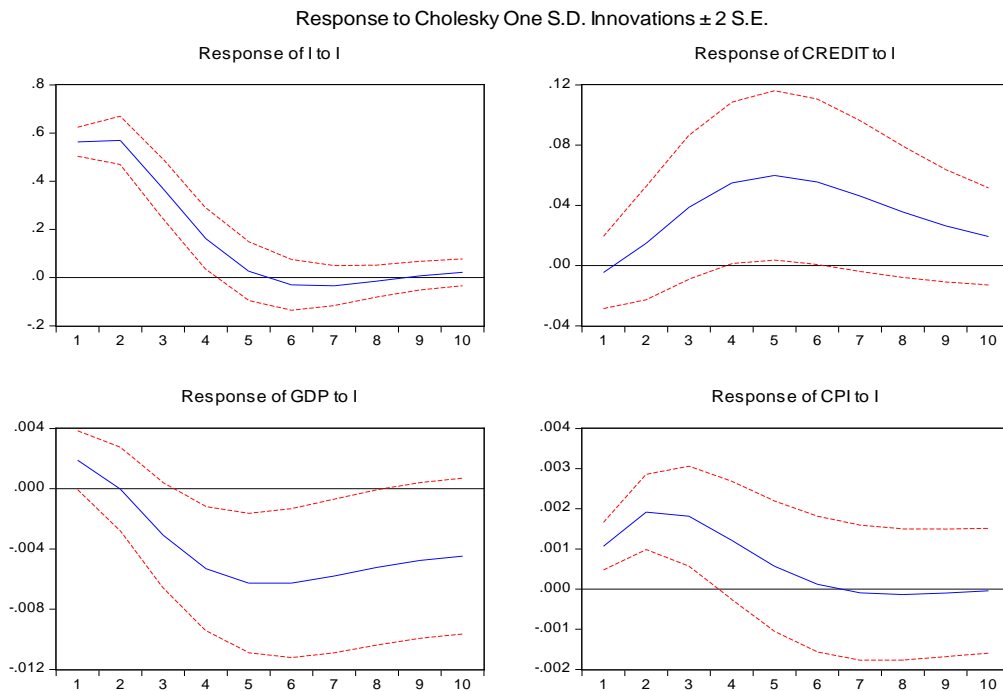 Response to Cholesky One S.D. Innovations ± 2 S.E.
Response of I to I
.8
.6
.4
.2
.0
-.2
1 2 3 4 5 6 7 8 9 10
Response of CREDIT to I
.12
.08
.04
.00
-.04
1 2 3 4 5 6 7 8 9 10
Response of GDP to I
.004
.000
-.004
-.008
-.012
1 2 3 4 5 6 7 8 9 10
Response of CPI to I
.004
.003
.002
.001
.000
-.001
-.002
1 2 3 4 5 6 7 8 9 10